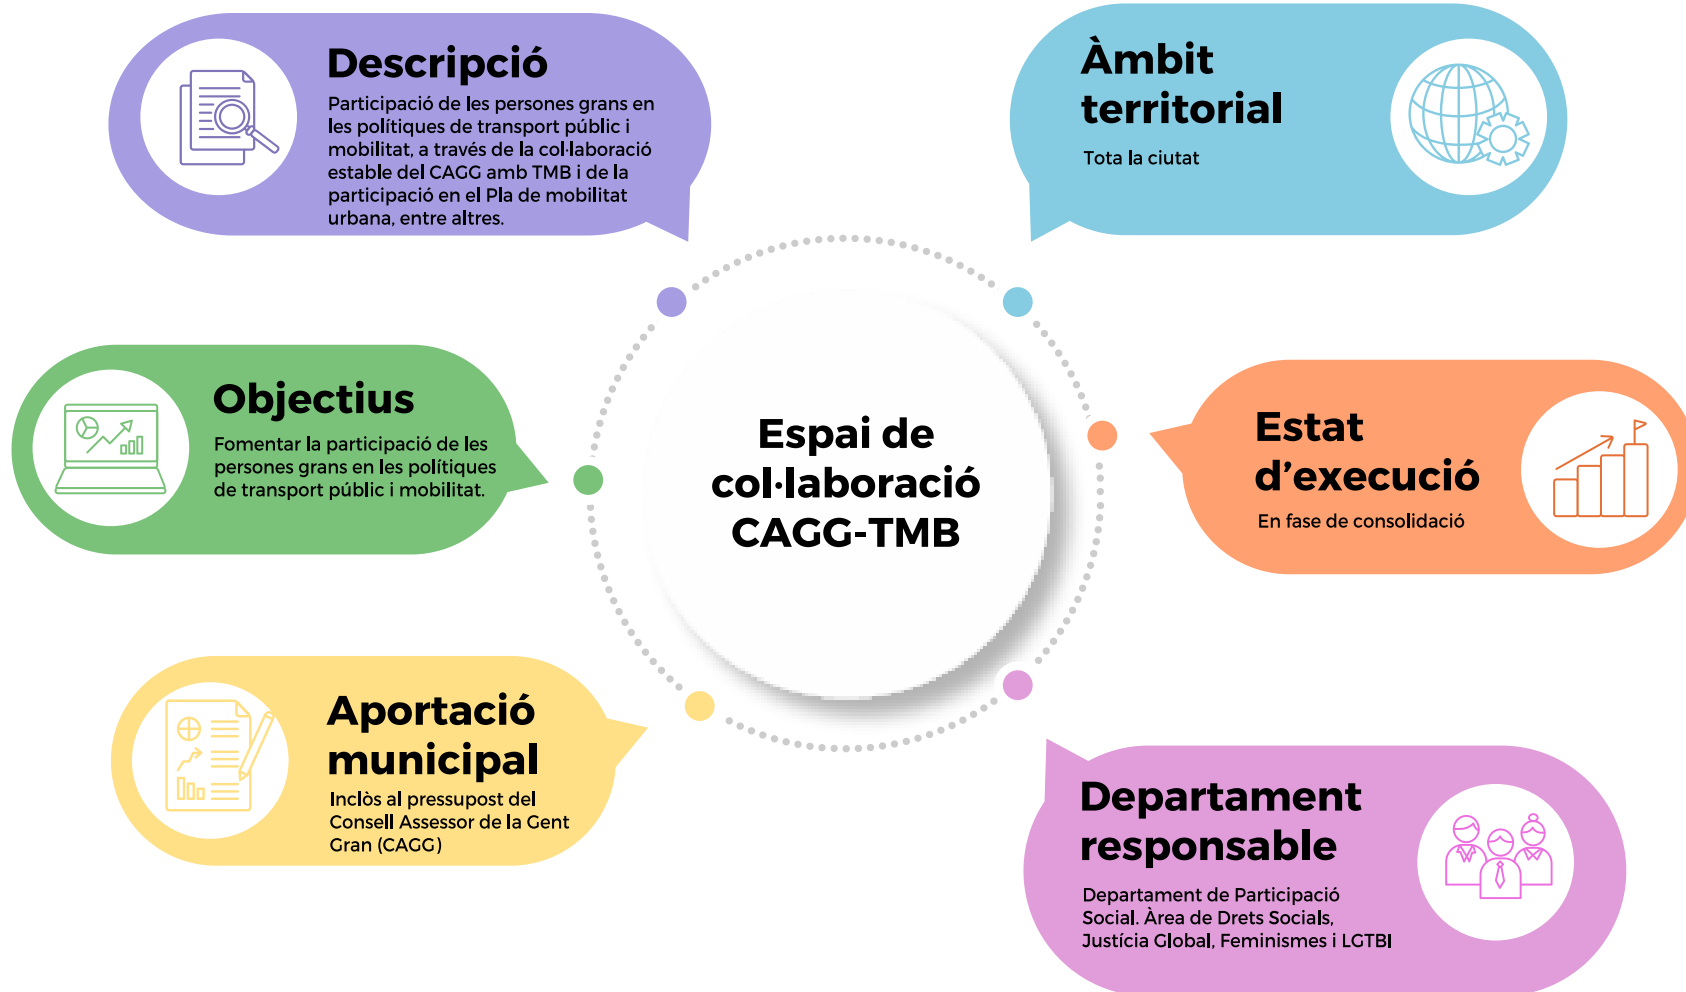 Descripció
Participació de les persones grans en
les polítiques de transport públic i
mobilitat, a través de la col·laboració
estable del CAGG amb TMB i de la
participació en el Pla de mobilitat
urbana, entre altres.
Àmbit
territorial
Tota la ciutat
Objectius
Fomentar la participació de les
persones grans en les polítiques
de transport públic i mobilitat.
Espai de
col·laboració
CAGG-TMB
Estat
d’execució
En fase de consolidació
Aportació
municipal
Inclòs al pressupost del
Consell Assessor de la Gent
Gran (CAGG)
Departament
responsable
Departament de Participació
Social. Àrea de Drets Socials,
Justícia Global, Feminismes i LGTBI